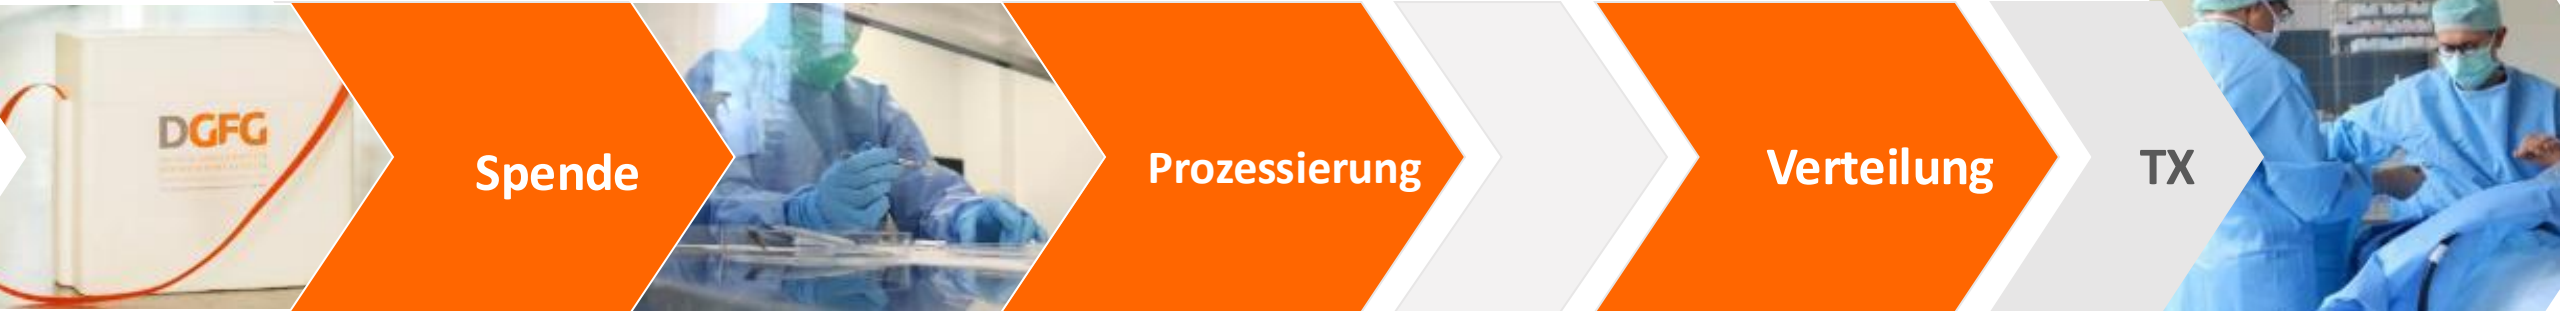 DGFG
Spende
Prozessierung
Verteilung
TX